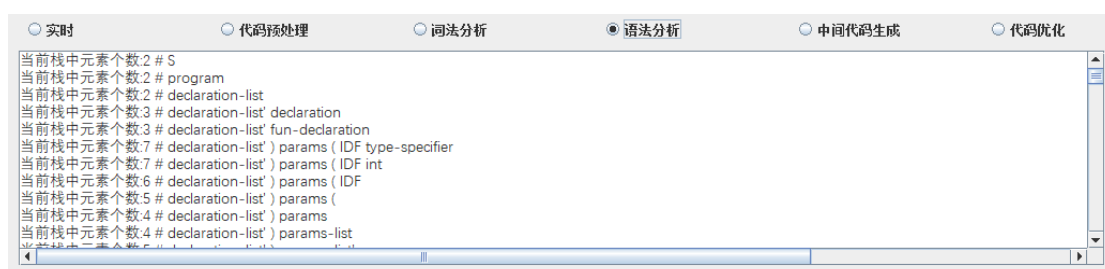 实时 代码预处理 词法分析 语法分析 中间代码生成 代码优化
当前栈中元素个数:2 # S
当前栈中元素个数:2 # program
当前栈中元素个数:2 # declaration-list
当前栈中元素个数:3 # declaration-list' declaration
当前栈中元素个数:3 # declaration-list' fun-declaration
当前栈中元素个数:7 # declaration-list' ) params ( IDF type-specifier
当前栈中元素个数:7 # declaration-list' ) params ( IDF int
当前栈中元素个数:6 # declaration-list' ) params ( IDF
当前栈中元素个数:5 # declaration-list' ) params (
当前栈中元素个数:4 # declaration-list' ) params
当前栈中元素个数:4 # declaration-list' ) params-list